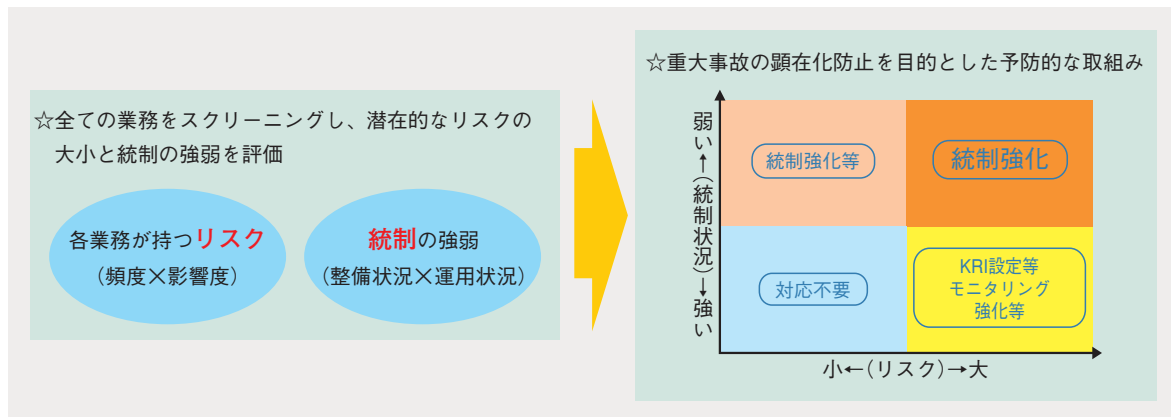 ☆全ての業務をスクリーニングし、潜在的なリスクの
大小と統制の強弱を評価
各業務が持つリスク
（頻度×影響度）
統制の強弱
（整備状況×運用状況）
☆重大事故の顕在化防止を目的とした予防的な取組み
弱い↑（統制状況）↓強い
統制強化等
統制強化
対応不要
KRI設定等
モニタリング
強化等
小←（リスク）→大